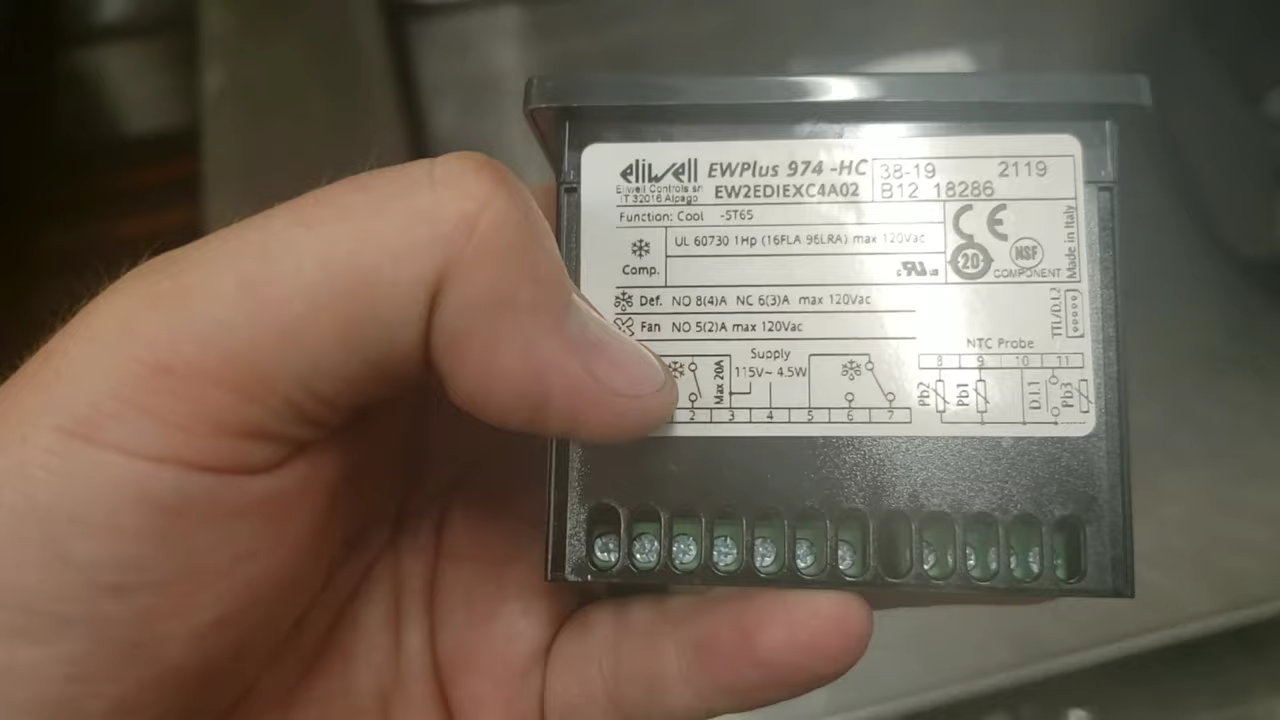 eliwell EWPlus 974 -HC
Eliwell Controls srl
IT 32016 Alpago
EW2EDIEXC4A02
38-19 2119
B12 18286
Function: Cool -ST65
Comp.
UL 60730 1Hp (16FLA 96LRA) max 120Vac
CE
20
NSF
COMPONENT
Made in Italy
Def. NO 8(4)A NC 6(3)A max 120Vac
Fan NO 5(2)A max 120Vac
TTL/D.I.2
Max 20A
Supply
115V~ 4.5W
2 3 4 5 6 7
NTC Probe
8 9 10 11
Pb2 Pb1 D.I.1 Pb3